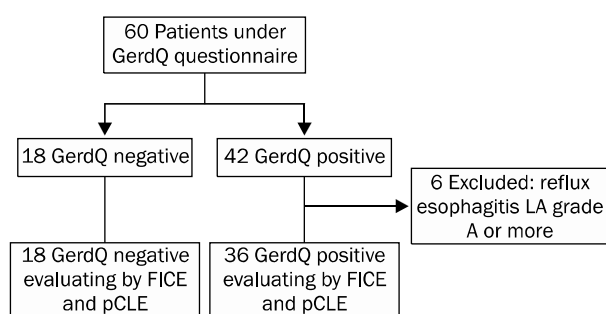 60 Patients under
GerdQ questionnaire
18 GerdQ negative
42 GerdQ positive
6 Excluded: reflux
esophagitis LA grade
A or more
18 GerdQ negative
evaluating by FICE
and pCLE
36 GerdQ positive
evaluating by FICE
and pCLE